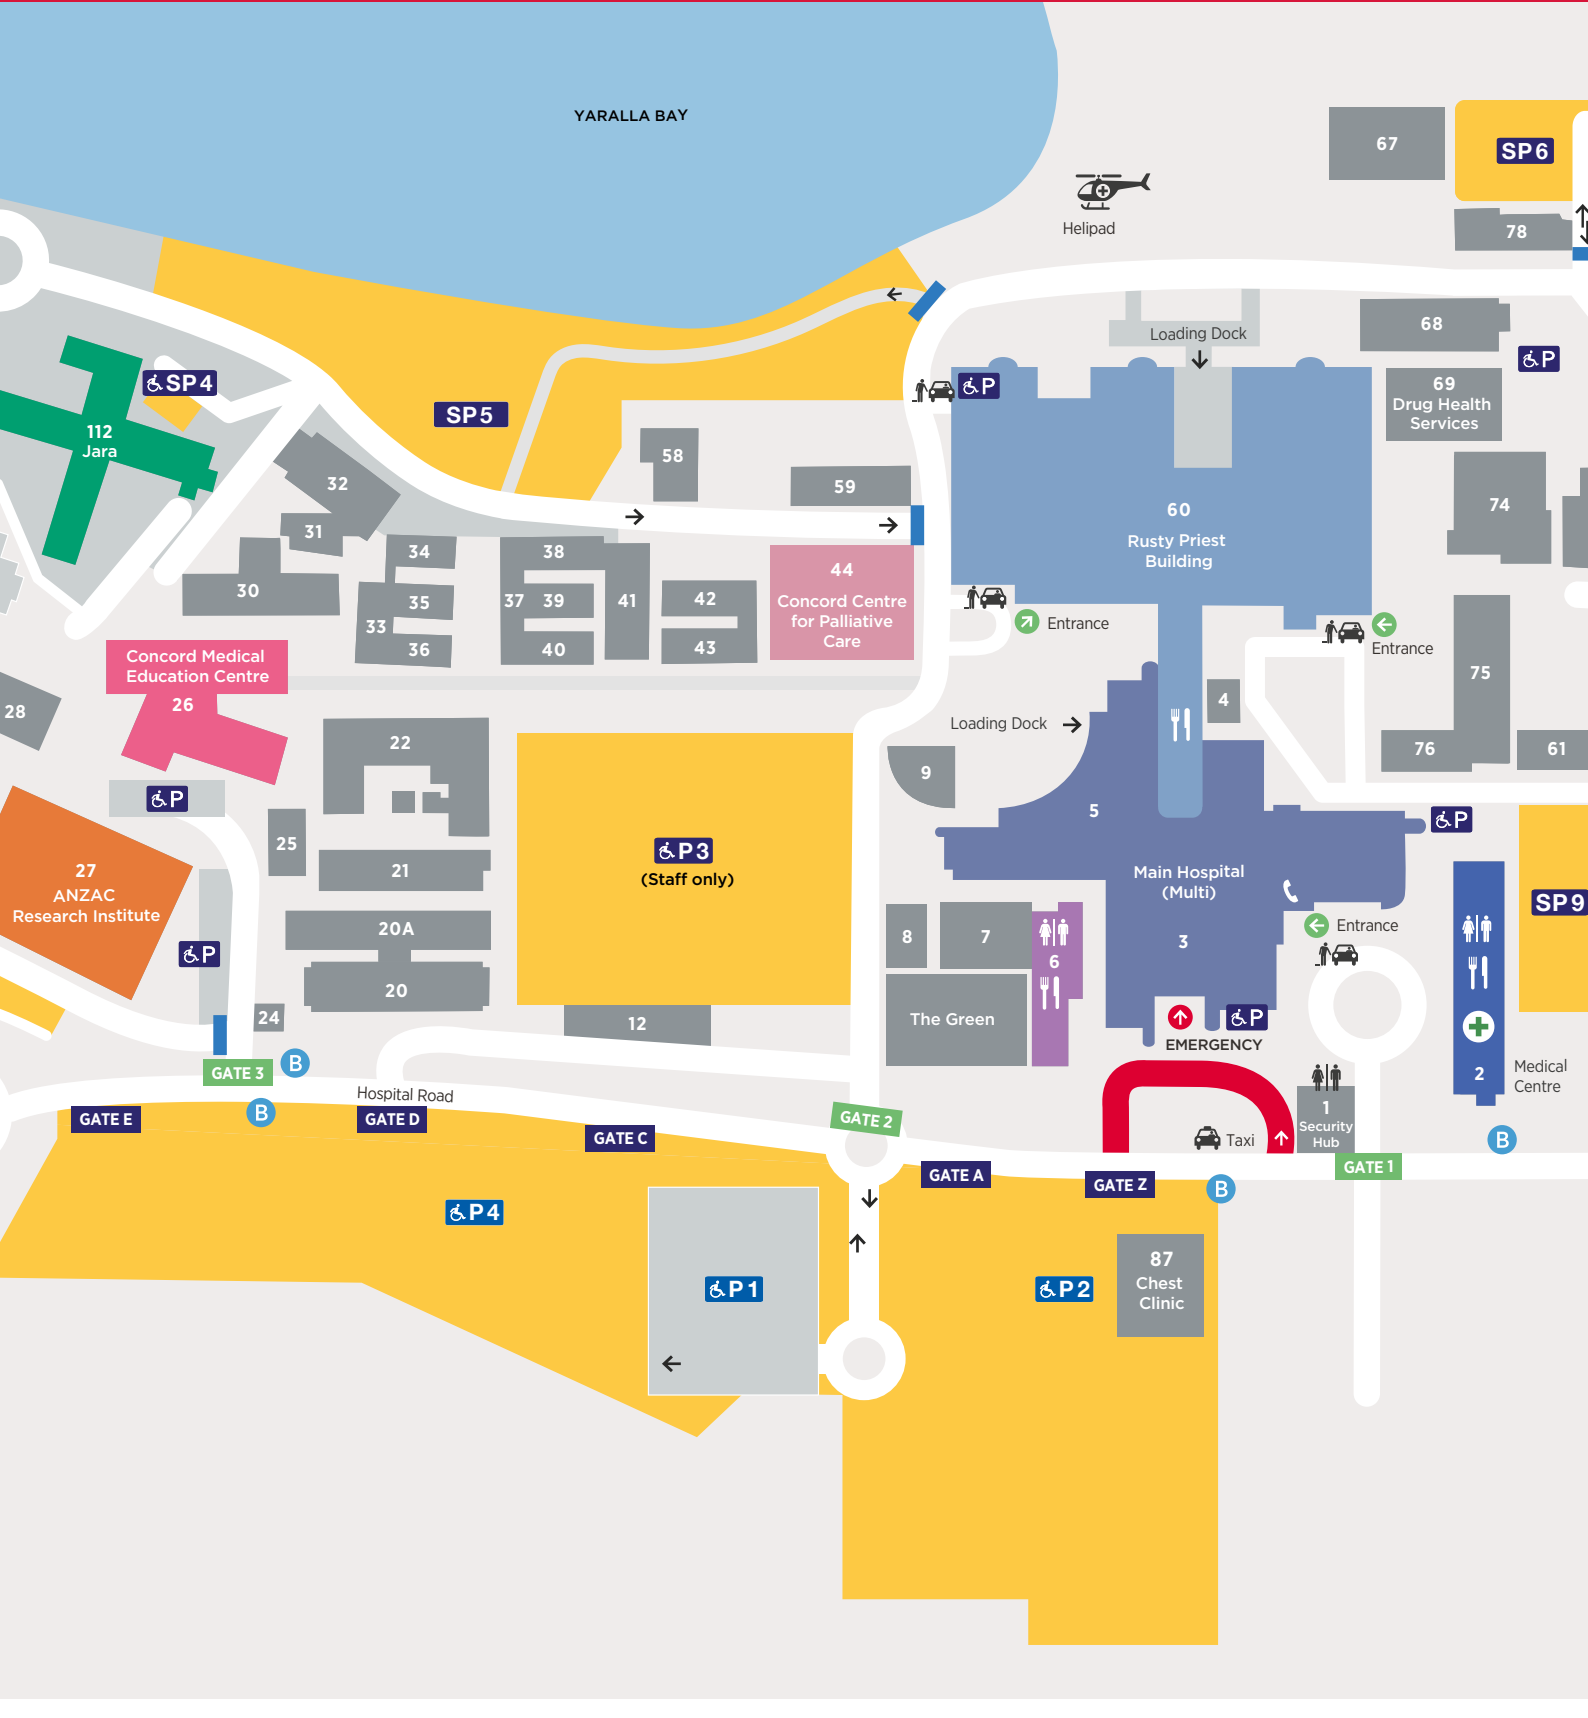 YARALLA BAY
67
SP6
Helipad
78
Loading Dock
68
P
SP4
P
69
Drug Health
Services
SP5
112
Jara
58
32
59
60
Rusty Priest
Building
74
31
34
38
44
Concord Centre
for Palliative
Care
30
35
37
39
41
42
33
36
40
43
Entrance
Entrance
Concord Medical
Education Centre
26
75
28
4
Loading Dock
22
76
61
9
P
5
P
25
P3
(Staff only)
21
27
ANZAC
Research Institute
Main Hospital
(Multi)
3
SP9
20A
8
7
6
Entrance
P
20
24
12
The Green
P
EMERGENCY
B
GATE 3
2
Medical
Centre
Hospital Road
B
GATE E
GATE D
GATE C
GATE 2
1
Security
Hub
Taxi
B
GATE A
GATE Z
B
GATE 1
P4
P1
P2
87
Chest
Clinic